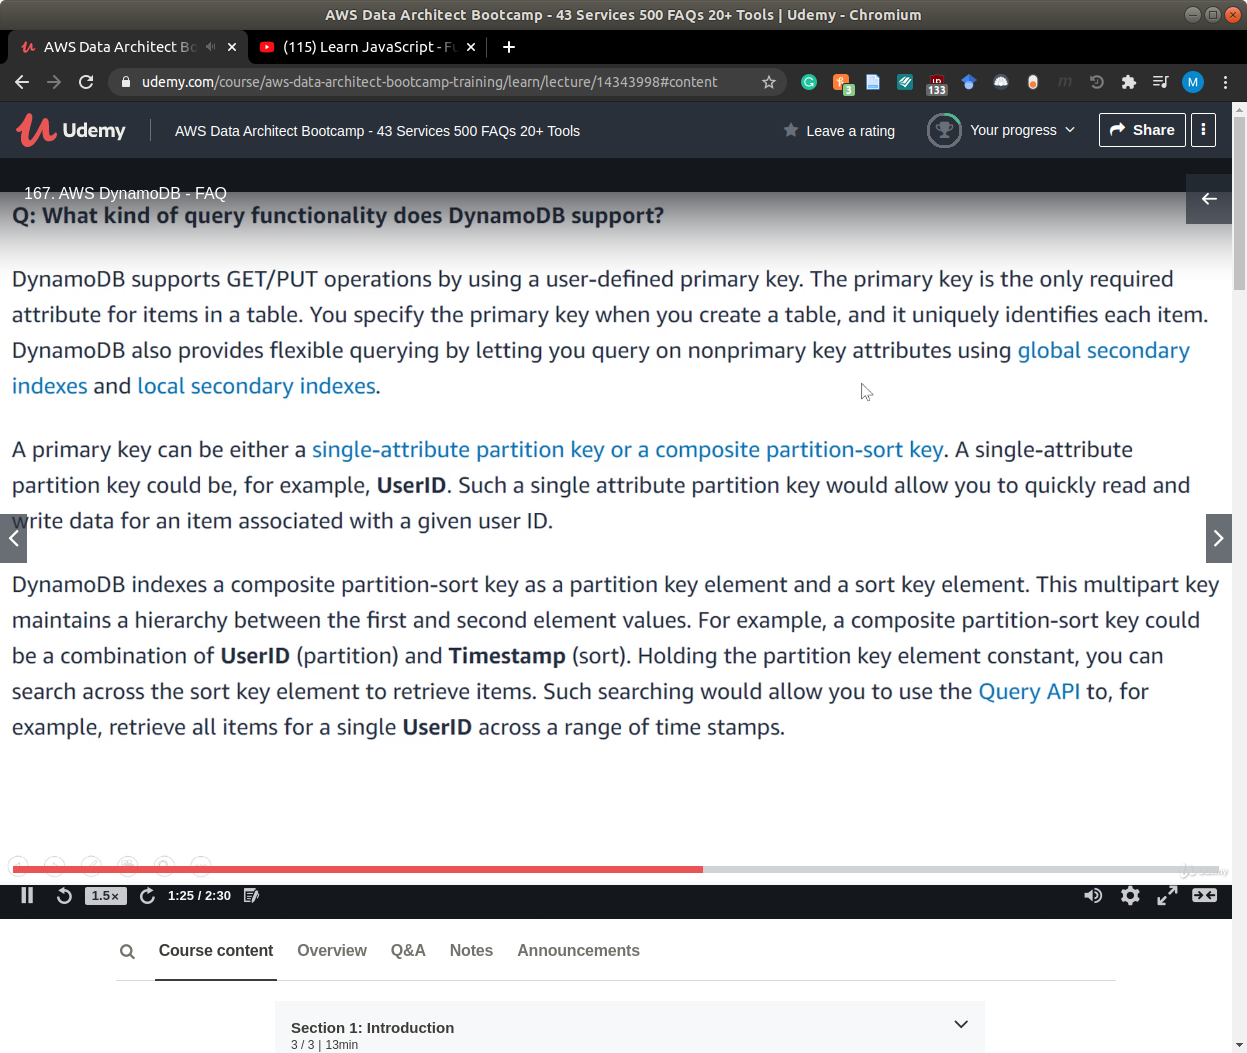 AWS Data Architect Bootcamp - 43 Services 500 FAQs 20+ Tools | Udemy - Chromium
AWS Data Architect Bo
(115) Learn JavaScript - Fu
udemy.com/course/aws-data-architect-bootcamp-training/learn/lecture/14343998#content
3
133
M
Udemy
AWS Data Architect Bootcamp - 43 Services 500 FAQs 20+ Tools
Leave a rating
Your progress
Share
167. AWS DynamoDB - FAQ
Q: What kind of query functionality does DynamoDB support?
DynamoDB supports GET/PUT operations by using a user-defined primary key. The primary key is the only required
attribute for items in a table. You specify the primary key when you create a table, and it uniquely identifies each item.
DynamoDB also provides flexible querying by letting you query on nonprimary key attributes using global secondary
indexes and local secondary indexes.
A primary key can be either a single-attribute partition key or a composite partition-sort key. A single-attribute
partition key could be, for example, UserID. Such a single attribute partition key would allow you to quickly read and
write data for an item associated with a given user ID.
DynamoDB indexes a composite partition-sort key as a partition key element and a sort key element. This multipart key
maintains a hierarchy between the first and second element values. For example, a composite partition-sort key could
be a combination of UserID (partition) and Timestamp (sort). Holding the partition key element constant, you can
search across the sort key element to retrieve items. Such searching would allow you to use the Query API to, for
example, retrieve all items for a single UserID across a range of time stamps.
Udemy
1.5×
1:25 / 2:30
Course content
Overview
Q&A
Notes
Announcements
Section 1: Introduction
3 / 3 | 13min